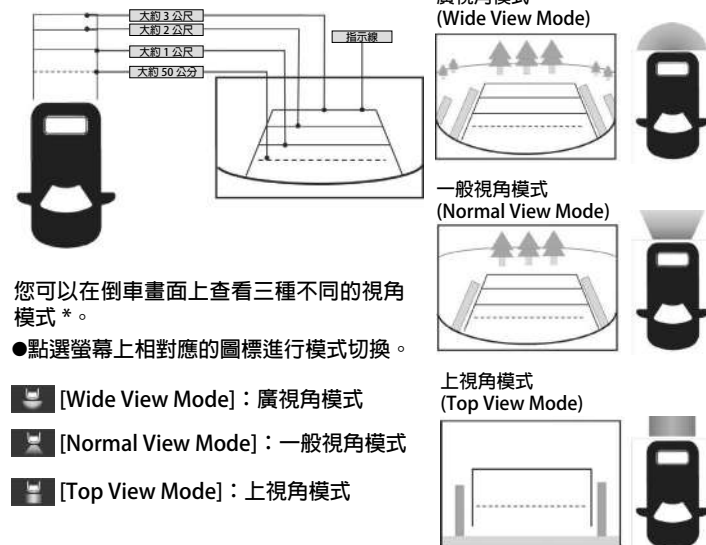 大約 3 公尺
大約 2 公尺
大約 1 公尺
大約 50 公分
指示線
您可以在倒車畫面上查看三種不同的視角
模式 *。
●點選螢幕上相對應的圖標進行模式切換。
[Wide View Mode]：廣視角模式
[Normal View Mode]：一般視角模式
[Top View Mode]：上視角模式
廣視角模式
(Wide View Mode)
一般視角模式
(Normal View Mode)
上視角模式
(Top View Mode)